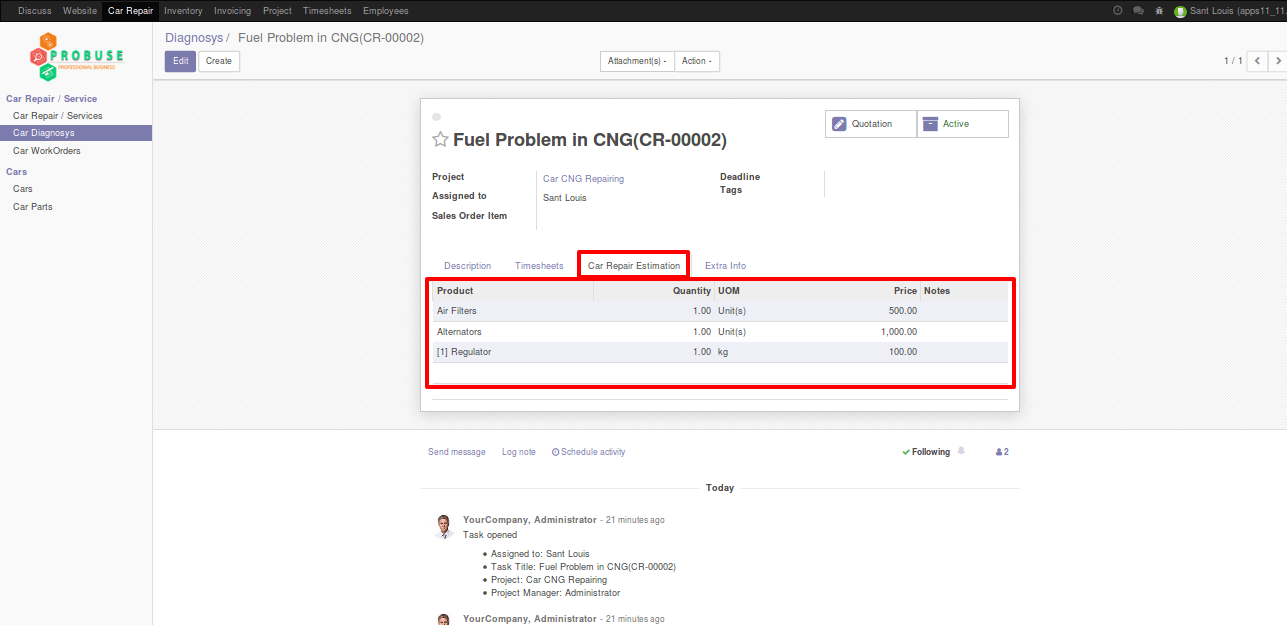 Discuss Website Car Repair Inventory Invoicing Project Timesheets Employees Sant Louis (apps11_11.
PROBUSE
PROFESSIONAL BUSINESS
Diagnosys / Fuel Problem in CNG(CR-00002)
Edit Create Attachment(s) Action 1 / 1
Car Repair / Service
Car Repair / Services
Car Diagnosys
Car WorkOrders
Cars
Cars
Car Parts
Quotation Active
Fuel Problem in CNG(CR-00002)
Project Car CNG Repairing Deadline
Assigned to Sant Louis Tags
Sales Order Item
Description Timesheets Car Repair Estimation Extra Info
Product Quantity UOM Price Notes
Air Filters 1.00 Unit(s) 500.00
Alternators 1.00 Unit(s) 1,000.00
[1] Regulator 1.00 kg 100.00
Send message Log note Schedule activity Following 2
Today
YourCompany, Administrator - 21 minutes ago
Task opened
• Assigned to: Sant Louis
• Task Title: Fuel Problem in CNG(CR-00002)
• Project: Car CNG Repairing
• Project Manager: Administrator
YourCompany, Administrator - 21 minutes ago